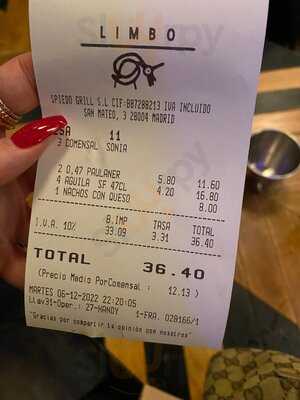 LIMBO
SPIEDO GRILL S.L CIF-B87288213 IVA INCLUIDO
SAN MATEO, 3 28004 MADRID
ESA 11
3 COMENSAL SONIA
2 0,47 PAULANER 5.80 11.60
4 AGUILA SF 47CL 4.20 16.80
1 NACHOS CON QUESO 8.00
B.IMP TASA TOTAL
I.V.A. 10% 33.09 3.31 36.40
TOTAL 36.40
(Precio Medio PorComensal : 12.13 )
MARTES 06-12-2022 22:20:05
LLav31-Oper.: 27-HANDY 1-FRA. 028166/1
"Gracias por compartir tu opinión con nosotros"